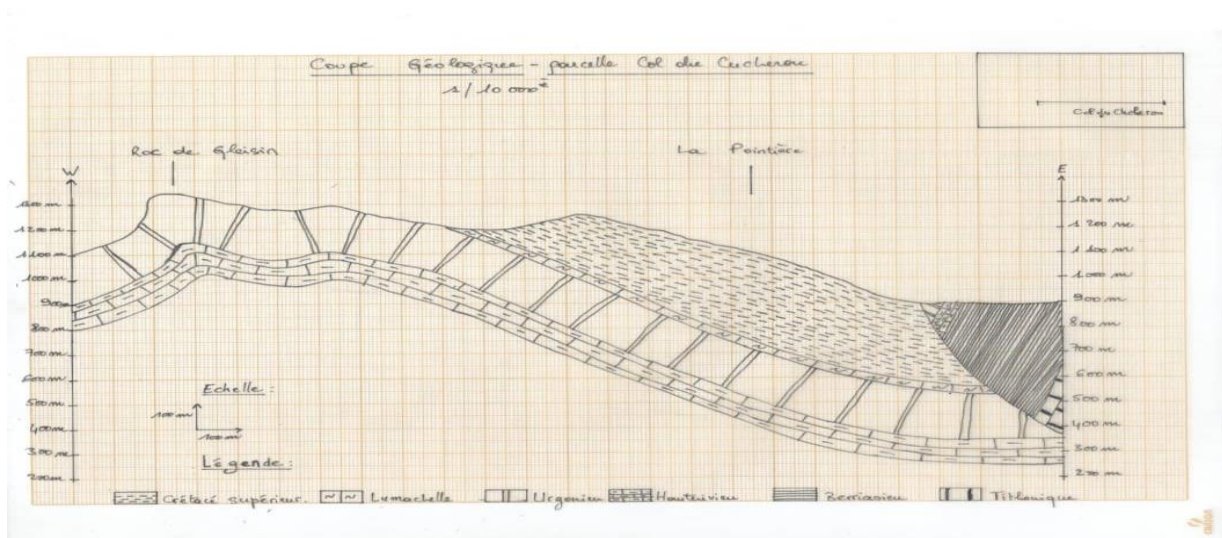 Coupe Géologique - parcelle Col du Cucheron
1/10 000è
Col du Cucheron
Roc de Gleisin
La Pointière
W
E
1300 m
1200 m
1100 m
1000 m
900 m
800 m
700 m
600 m
500 m
400 m
300 m
200 m
1300 m
1200 m
1100 m
1000 m
900 m
800 m
700 m
600 m
500 m
400 m
300 m
200 m
Echelle :
100 m
100 m
Légende :
Crétacé supérieur. Lumachelle Urgonien Hauterivien Berriasien Tithonique